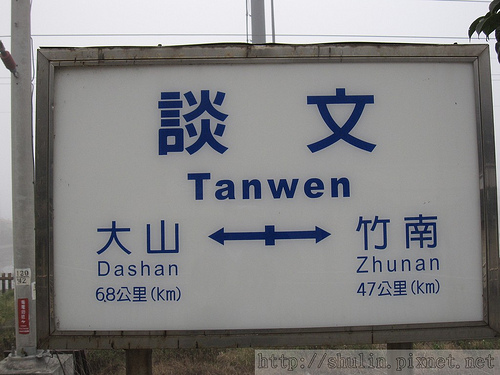 談文
Tanwen
大山 竹南
Dashan Zhunan
6.8公里(km) 4.7公里(km)
http://shulin.pixnet.net